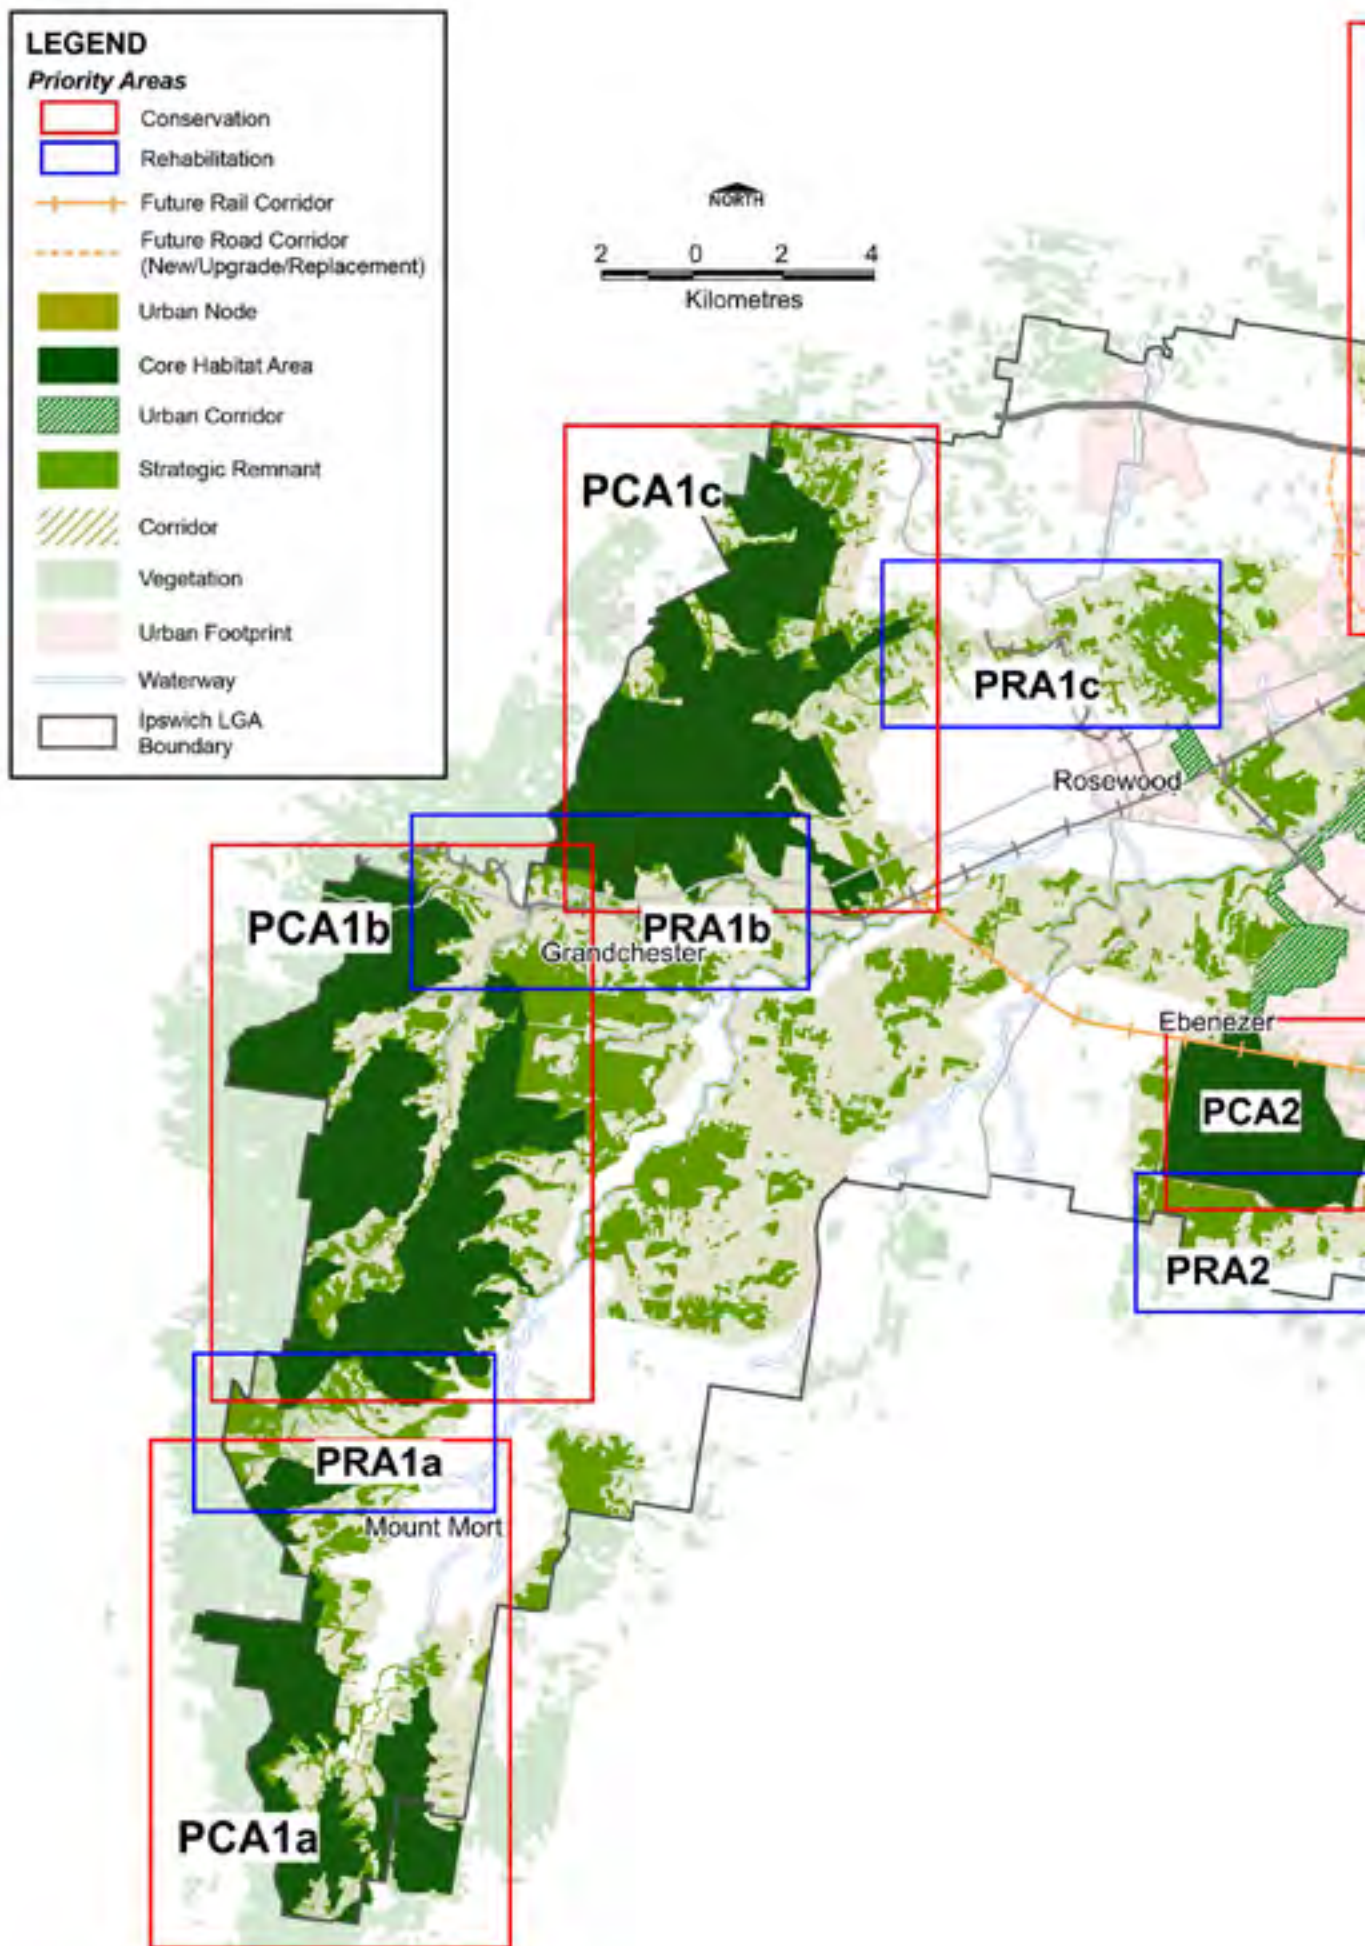 LEGEND
Priority Areas
Conservation
Rehabilitation
Future Rail Corridor
Future Road Corridor
(New/Upgrade/Replacement)
Urban Node
Core Habitat Area
Urban Corridor
Strategic Remnant
Corridor
Vegetation
Urban Footprint
Waterway
Ipswich LGA
Boundary
NORTH
2 0 2 4
Kilometres
PCA1c
PRA1c
Rosewood
PCA1b
PRA1b
Grandchester
Ebenezer
PCA2
PRA2
PRA1a
Mount Mort
PCA1a